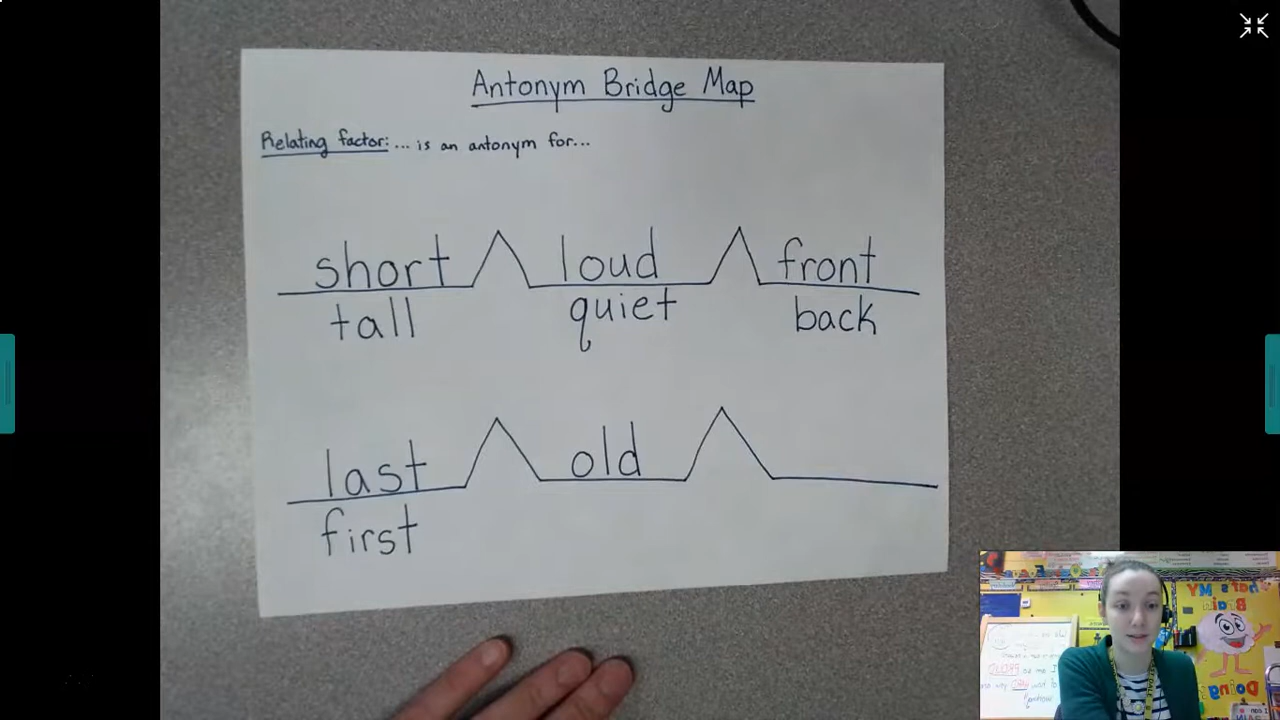 Antonym Bridge Map
Relating factor: ... is an antonym for...
short loud front
tall quiet back
last old
first